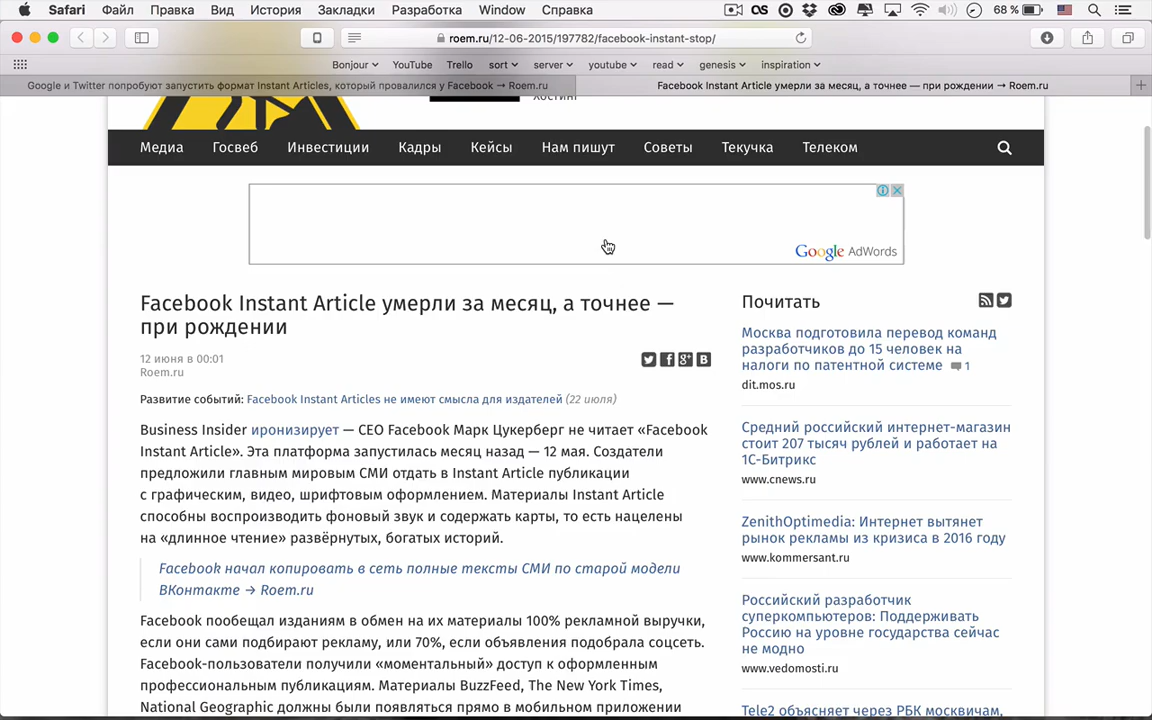 Safari Файл Правка Вид История Закладки Разработка Window Справка 68 %
roem.ru/12-06-2015/197782/facebook-instant-stop/
Bonjour YouTube Trello sort server youtube read genesis inspiration
Google и Twitter попробуют запустить формат Instant Articles, который провалился у Facebook → Roem.ru
Facebook Instant Article умерли за месяц, а точнее — при рождении → Roem.ru
Хостинг
Медиа Госвеб Инвестиции Кадры Кейсы Нам пишут Советы Текучка Телеком
Google AdWords
Facebook Instant Article умерли за месяц, а точнее —
при рождении
12 июня в 00:01
Roem.ru
Развитие событий: Facebook Instant Articles не имеют смысла для издателей (22 июля)
Business Insider иронизирует — CEO Facebook Марк Цукерберг не читает «Facebook
Instant Article». Эта платформа запустилась месяц назад — 12 мая. Создатели
предложили главным мировым СМИ отдать в Instant Article публикации
с графическим, видео, шрифтовым оформлением. Материалы Instant Article
способны воспроизводить фоновый звук и содержать карты, то есть нацелены
на «длинное чтение» развёрнутых, богатых историй.
Facebook начал копировать в сеть полные тексты СМИ по старой модели
ВКонтакте → Roem.ru
Facebook пообещал изданиям в обмен на их материалы 100% рекламной выручки,
если они сами подбирают рекламу, или 70%, если объявления подобрала соцсеть.
Facebook-пользователи получили «моментальный» доступ к оформленным
профессиональным публикациям. Материалы BuzzFeed, The New York Times,
National Geographic должны были появляться прямо в мобильном приложении
Почитать
Москва подготовила перевод команд
разработчиков до 15 человек на
налоги по патентной системе 1
dit.mos.ru
Средний российский интернет-магазин
стоит 207 тысяч рублей и работает на
1С-Битрикс
www.cnews.ru
ZenithOptimedia: Интернет вытянет
рынок рекламы из кризиса в 2016 году
www.kommersant.ru
Российский разработчик
суперкомпьютеров: Поддерживать
Россию на уровне государства сейчас
не модно
www.vedomosti.ru
Tele2 объясняет через РБК москвичам,